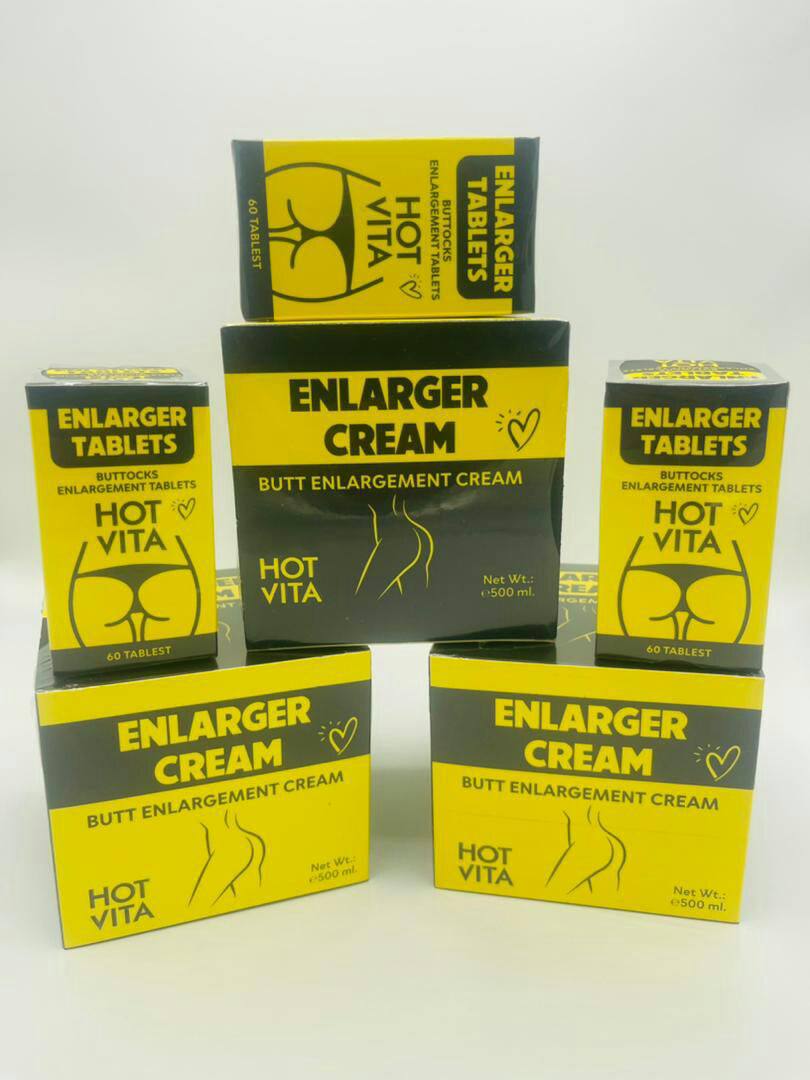 ENLARGER
TABLETS
BUTTOCKS
ENLARGEMENT TABLETS
HOT
VITA
60 TABLEST
ENLARGER
CREAM
BUTT ENLARGEMENT CREAM
HOT
VITA
Net Wt.:
℮500 ml.
ENLARGER
TABLETS
BUTTOCKS
ENLARGEMENT TABLETS
HOT
VITA
60 TABLEST
ENLARGER
TABLETS
BUTTOCKS
ENLARGEMENT TABLETS
HOT
VITA
60 TABLEST
ENLARGER
CREAM
BUTT ENLARGEMENT CREAM
HOT
VITA
Net Wt.:
℮500 ml.
ENLARGER
CREAM
BUTT ENLARGEMENT CREAM
HOT
VITA
Net Wt.:
℮500 ml.